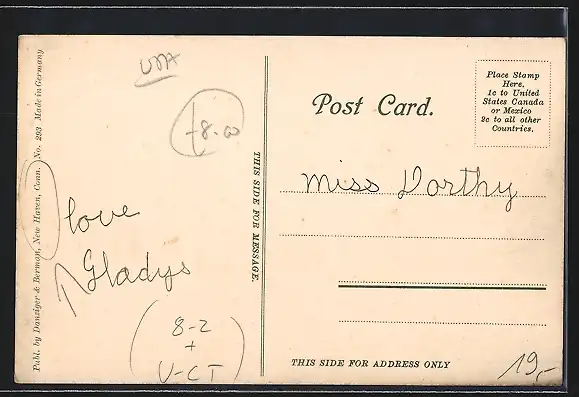 Publ. by Danziger & Berman, New Haven, Conn. No. 293 Made in Germany
USA
-8.00
love
Gladys
8-2
+
V-CT
THIS SIDE FOR MESSAGE.
Post Card.
Place Stamp
Here.
1c to United
States Canada
or Mexico
2c to all other
Countries.
Miss Dorthy
THIS SIDE FOR ADDRESS ONLY
19,-